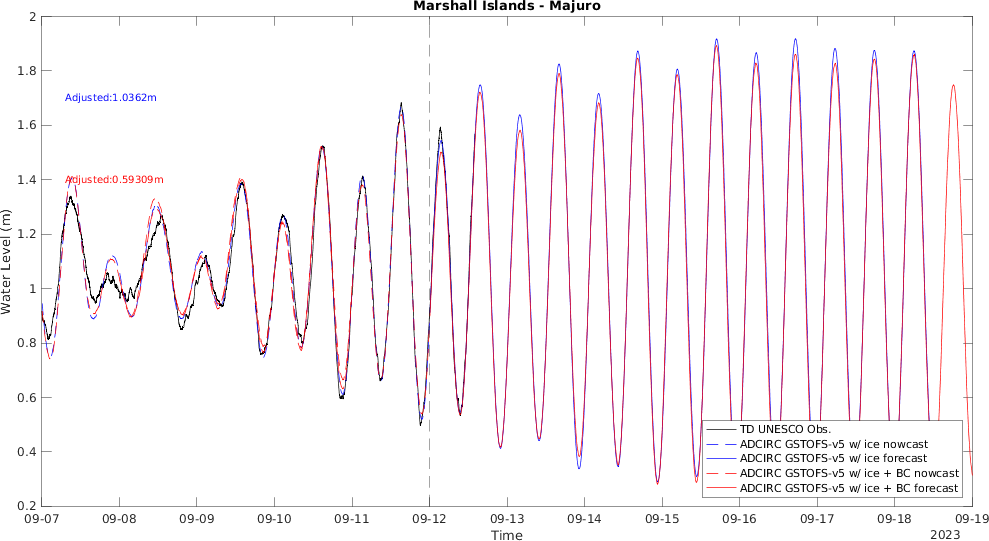 Marshall Islands - Majuro
2
1.8
1.6
1.4
1.2
1
0.8
0.6
0.4
0.2
Water Level (m)
Adjusted:1.0362m
Adjusted:0.59309m
TD UNESCO Obs.
ADCIRC GSTOFS-v5 w/ ice nowcast
ADCIRC GSTOFS-v5 w/ ice forecast
ADCIRC GSTOFS-v5 w/ ice + BC nowcast
ADCIRC GSTOFS-v5 w/ ice + BC forecast
09-07 09-08 09-09 09-10 09-11 09-12 09-13 09-14 09-15 09-16 09-17 09-18 09-19
Time
2023